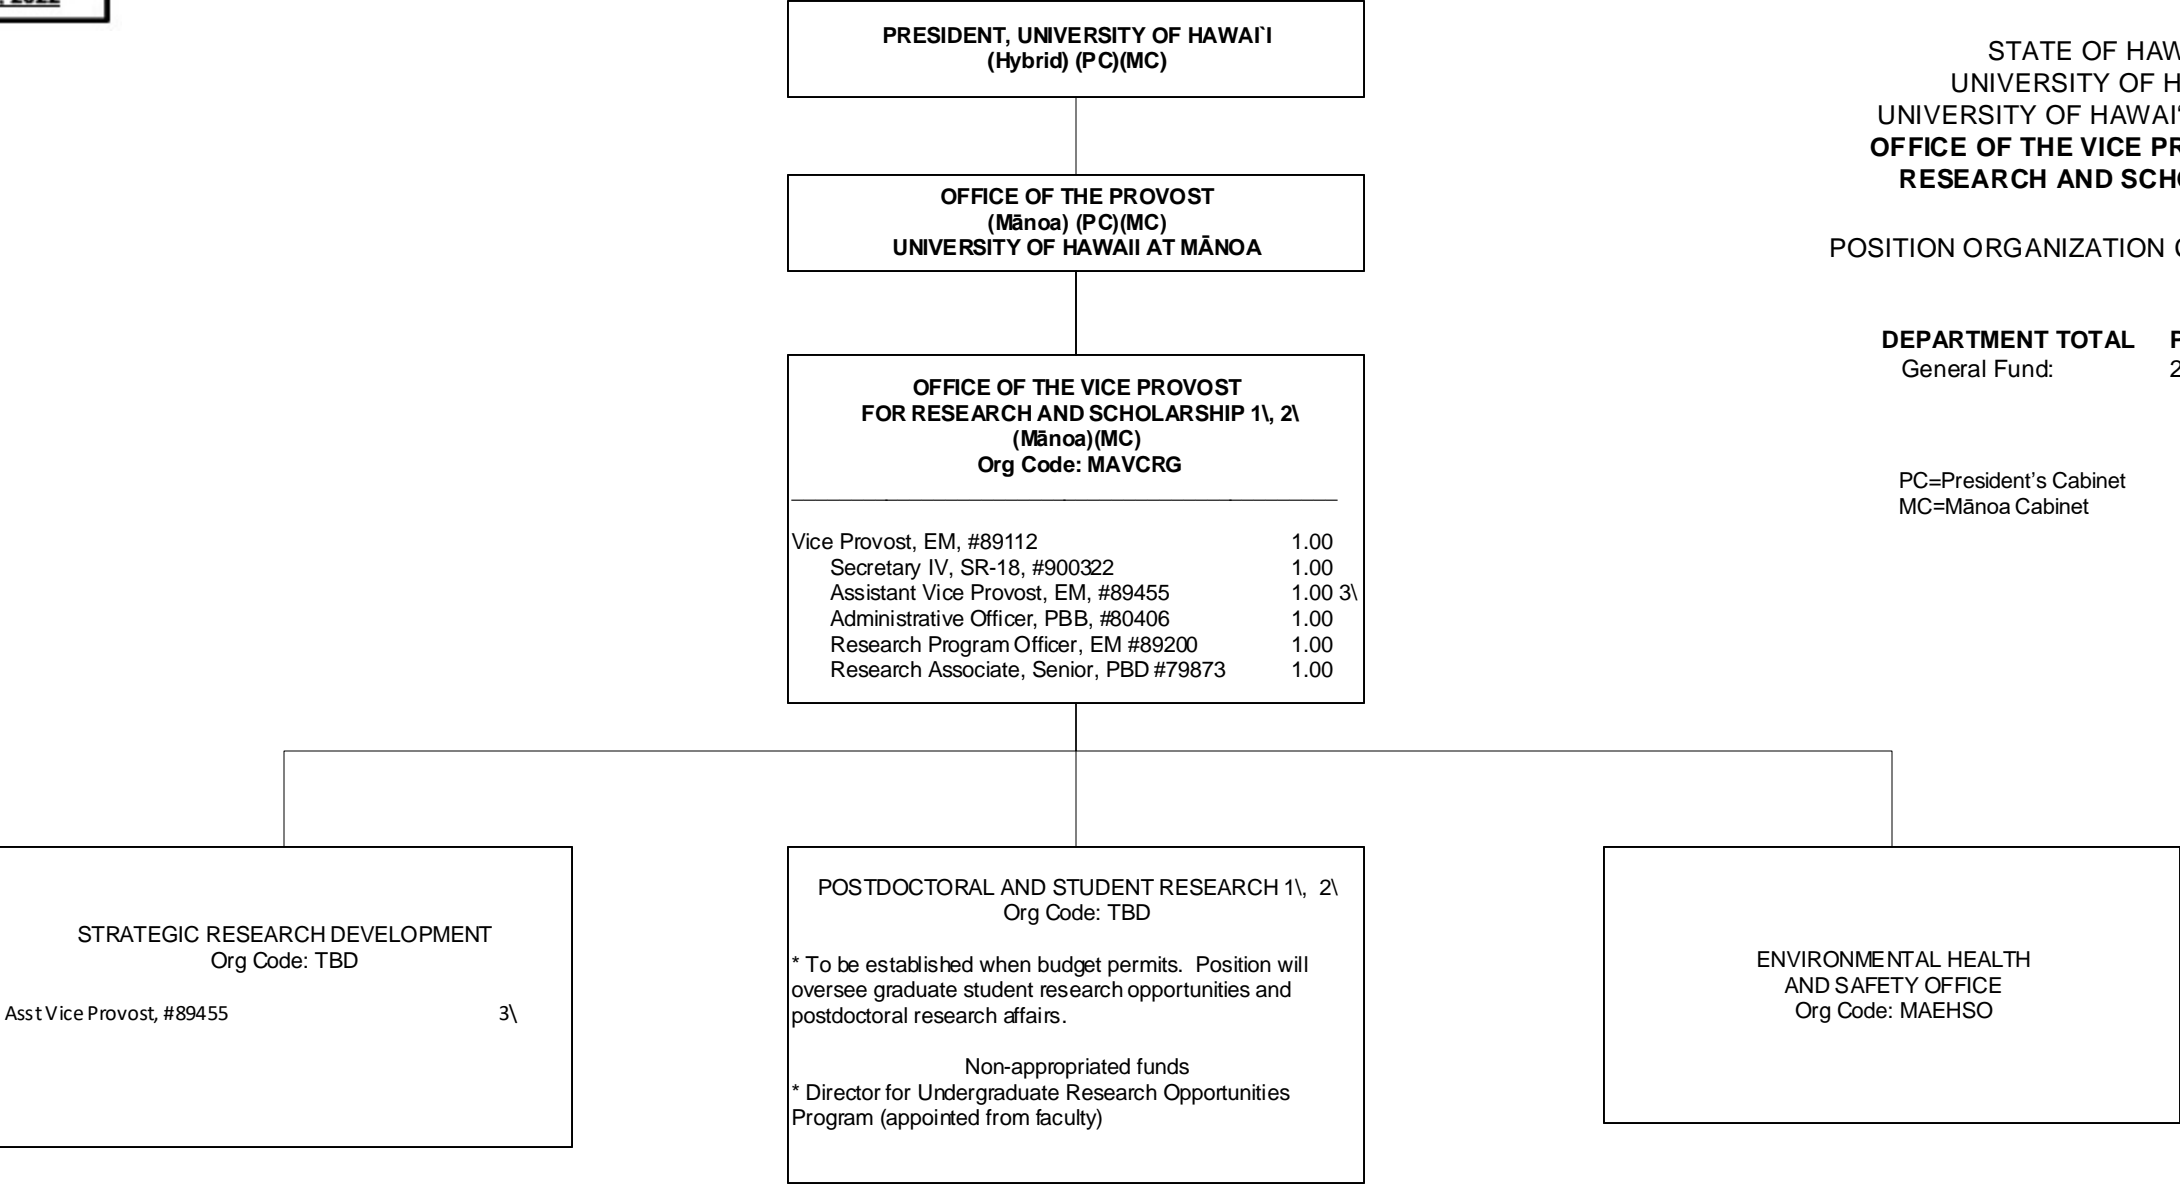 2022
PRESIDENT, UNIVERSITY OF HAWAI`I
(Hybrid) (PC)(MC)
STATE OF
UNIVERSITY OF
UNIVERSITY OF
OFFICE OF THE VICE
RESEARCH AND
POSITION ORGANIZATION
OFFICE OF THE PROVOST
(Mānoa) (PC)(MC)
UNIVERSITY OF HAWAII AT MĀNOA
DEPARTMENT TOTAL
General Fund:
PC=President’s Cabinet
MC=Mānoa Cabinet
OFFICE OF THE VICE PROVOST
FOR RESEARCH AND SCHOLARSHIP 1\, 2\
(Mānoa)(MC)
Org Code: MAVCRG
Vice Provost, EM, #89112 1.00
Secretary IV, SR-18, #900322 1.00
Assistant Vice Provost, EM, #89455 1.00 3\
Administrative Officer, PBB, #80406 1.00
Research Program Officer, EM #89200 1.00
Research Associate, Senior, PBD #79873 1.00
STRATEGIC RESEARCH DEVELOPMENT
Org Code: TBD
Asst Vice Provost, #89455 3\
POSTDOCTORAL AND STUDENT RESEARCH 1\, 2\
Org Code: TBD
* To be established when budget permits. Position will
oversee graduate student research opportunities and
postdoctoral research affairs.
Non-appropriated funds
* Director for Undergraduate Research Opportunities
Program (appointed from faculty)
ENVIRONMENTAL HEALTH
AND SAFETY OFFICE
Org Code: MAEHSO